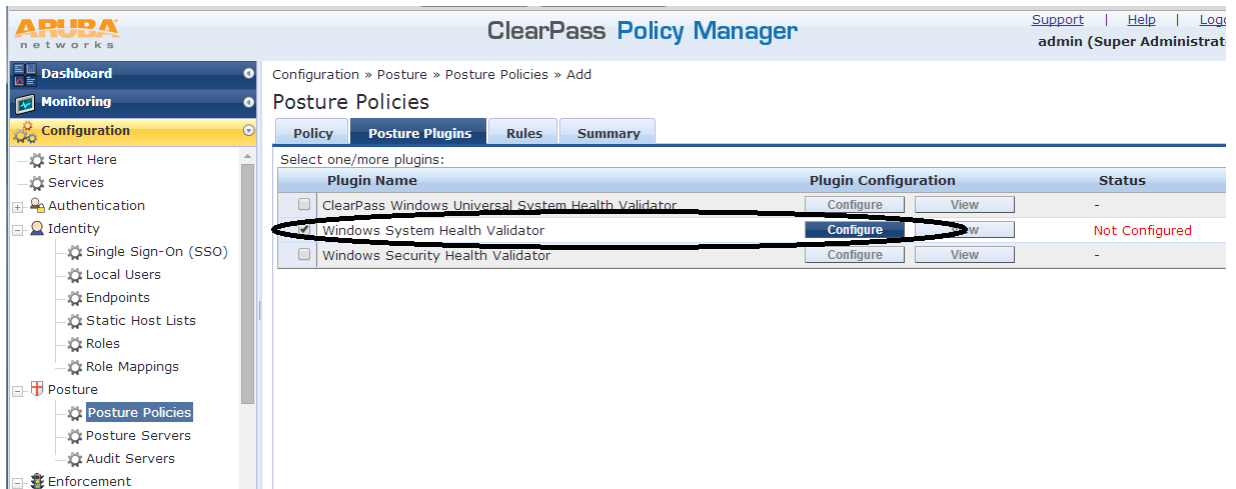 ARUBA
networks
ClearPass Policy Manager
Support | Help | Logo
admin (Super Administrat
Dashboard
Monitoring
Configuration
Start Here
Services
Authentication
Identity
Single Sign-On (SSO)
Local Users
Endpoints
Static Host Lists
Roles
Role Mappings
Posture
Posture Policies
Posture Servers
Audit Servers
Enforcement
Configuration » Posture » Posture Policies » Add
Posture Policies
Policy Posture Plugins Rules Summary
Select one/more plugins:
Plugin Name Plugin Configuration Status
ClearPass Windows Universal System Health Validator Configure View -
Windows System Health Validator Configure View Not Configured
Windows Security Health Validator Configure View -